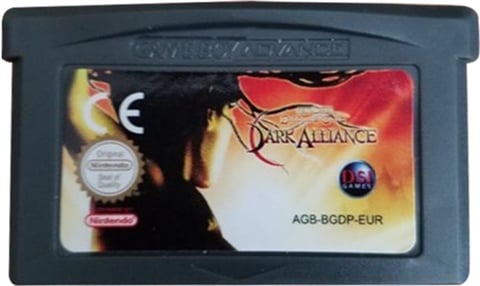 GAME BOY ADVANCE
CE
DARK ALLIANCE
Original
Nintendo
Seal of
Quality
DSI
GAMES
Nintendo
AGB-BGDP-EUR